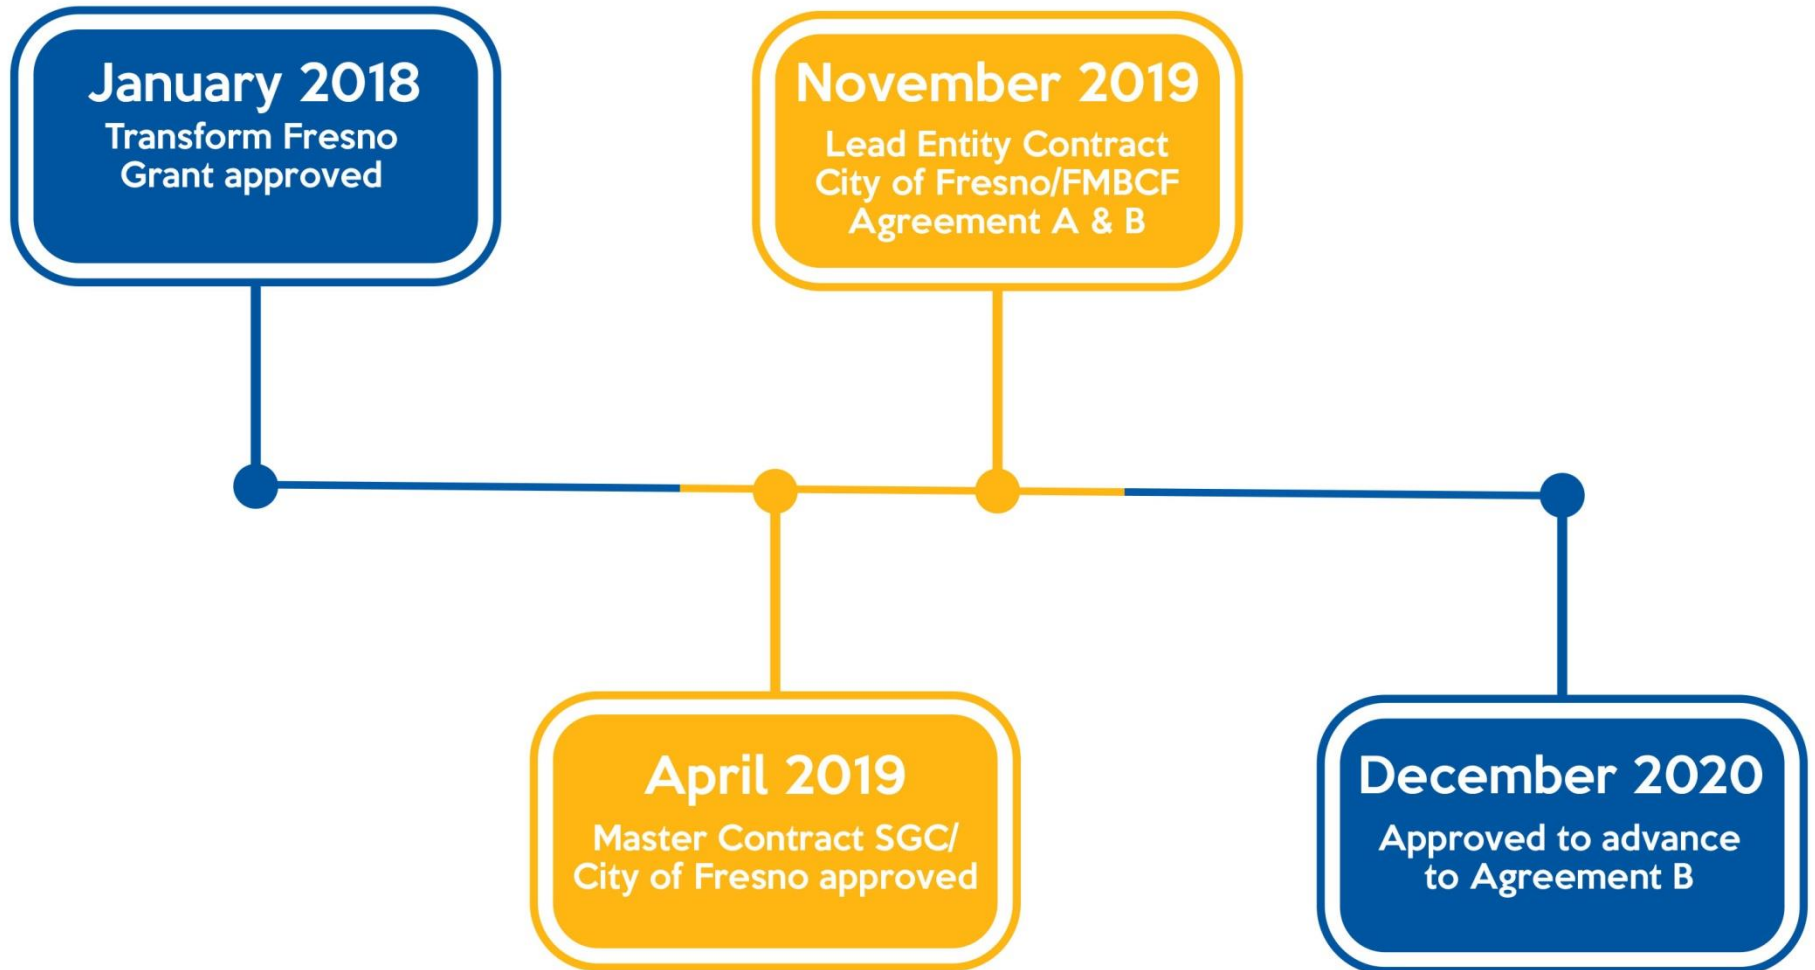 January 2018
Transform Fresno
Grant approved
November 2019
Lead Entity Contract
City of Fresno/FMBCF
Agreement A & B
April 2019
Master Contract SGC/
City of Fresno approved
December 2020
Approved to advance
to Agreement B